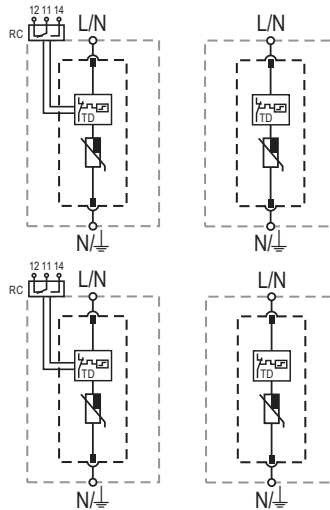 12 11 14
RC
L/N
L/N
TD
TD
N/⏚
N/⏚
12 11 14
RC
L/N
L/N
TD
TD
N/⏚
N/⏚